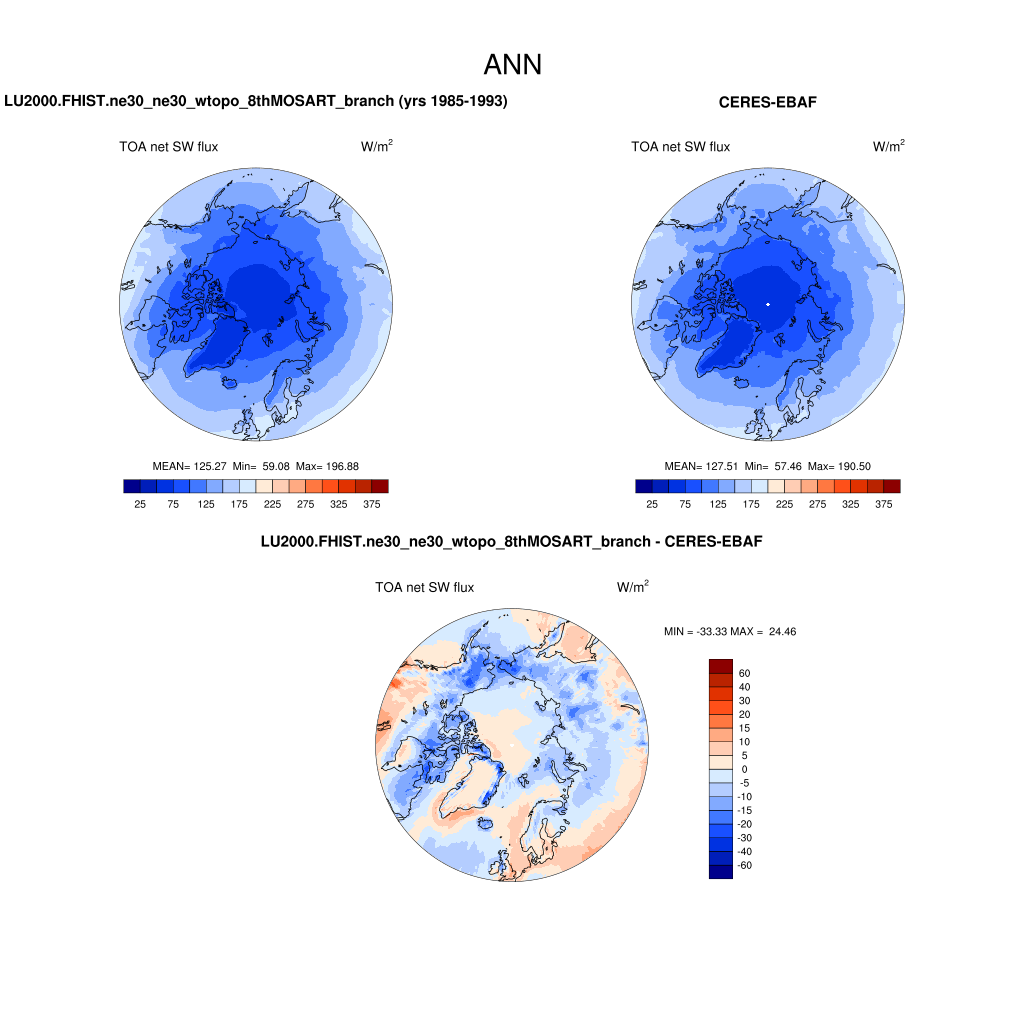 ANN
LU2000.FHIST.ne30_ne30_wtopo_8thMOSART_branch (yrs 1985-1993)
CERES-EBAF
TOA net SW flux W/m²
TOA net SW flux W/m²
MEAN= 125.27 Min= 59.08 Max= 196.88
MEAN= 127.51 Min= 57.46 Max= 190.50
25 75 125 175 225 275 325 375
25 75 125 175 225 275 325 375
LU2000.FHIST.ne30_ne30_wtopo_8thMOSART_branch - CERES-EBAF
TOA net SW flux W/m²
MIN = -33.33 MAX = 24.46
60
40
30
20
15
10
5
0
-5
-10
-15
-20
-30
-40
-60